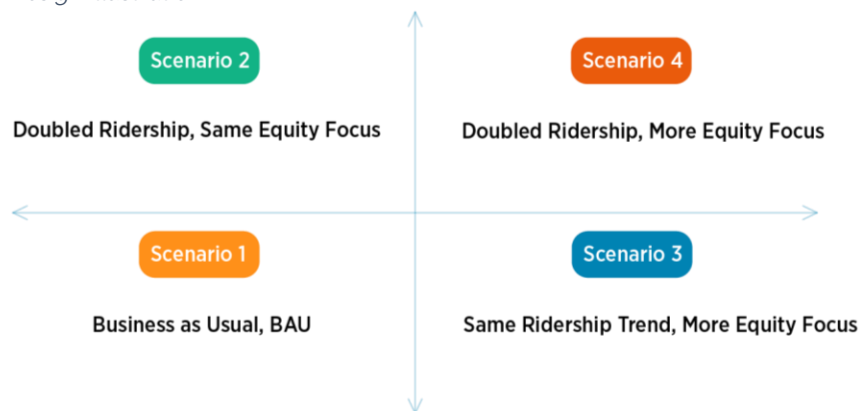 Scenario 2
Scenario 4
Doubled Ridership, Same Equity Focus
Doubled Ridership, More Equity Focus
Scenario 1
Scenario 3
Business as Usual, BAU
Same Ridership Trend, More Equity Focus